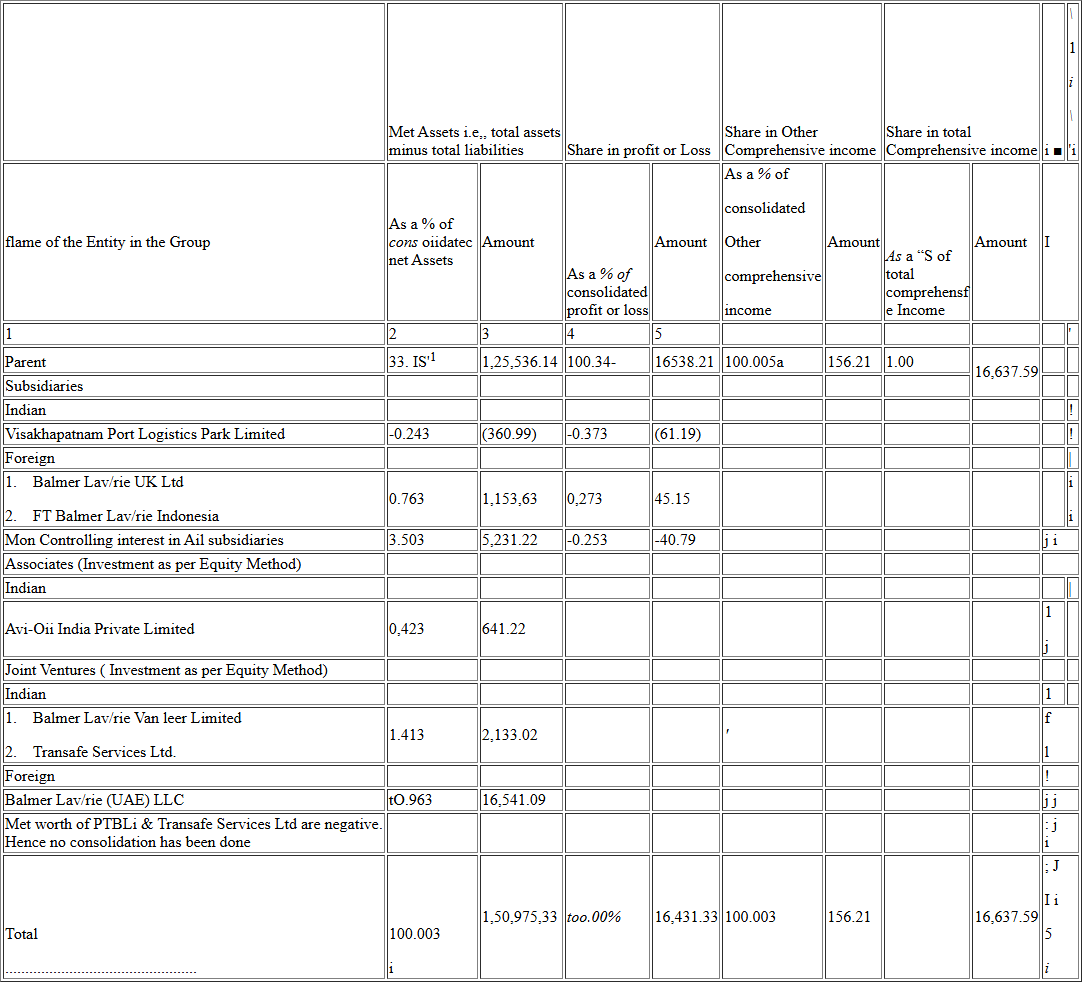 \
1
i
\
Met Assets i.e,, total assets minus total liabilities Share in profit or Loss Share in Other Comprehensive income Share in total Comprehensive income i ■ 'i
flame of the Entity in the Group As a % of cons oiidatec net Assets Amount As a % of consolidated profit or loss Amount As a % of consolidated Other comprehensive income Amount As a “S of total comprehensf e Income Amount I
1 2 3 4 5 '
Parent 33. IS'1 1,25,536.14 100.34- 16538.21 100.005a 156.21 1.00 16,637.59
Subsidiaries
Indian !
Visakhapatnam Port Logistics Park Limited -0.243 (360.99) -0.373 (61.19) !
Foreign |
1. Balmer Lav/rie UK Ltd i
0.763 1,153,63 0,273 45.15
2. FT Balmer Lav/rie Indonesia i
Mon Controlling interest in Ail subsidiaries 3.503 5,231.22 -0.253 -40.79 j i
Associates (Investment as per Equity Method)
Indian |
Avi-Oii India Private Limited 0,423 641.22 1 j
Joint Ventures ( Investment as per Equity Method)
Indian 1
1. Balmer Lav/rie Van leer Limited f
1.413 2,133.02 '
2. Transafe Services Ltd. 1
Foreign !
Balmer Lav/rie (UAE) LLC tO.963 16,541.09 j j
Met worth of PTBLi & Transafe Services Ltd are negative. : j
Hence no consolidation has been done i
; J
I i
1,50,975,33 too.00% 16,431.33 100.003 156.21 16,637.59
Total 100.003 5
................................................ i i